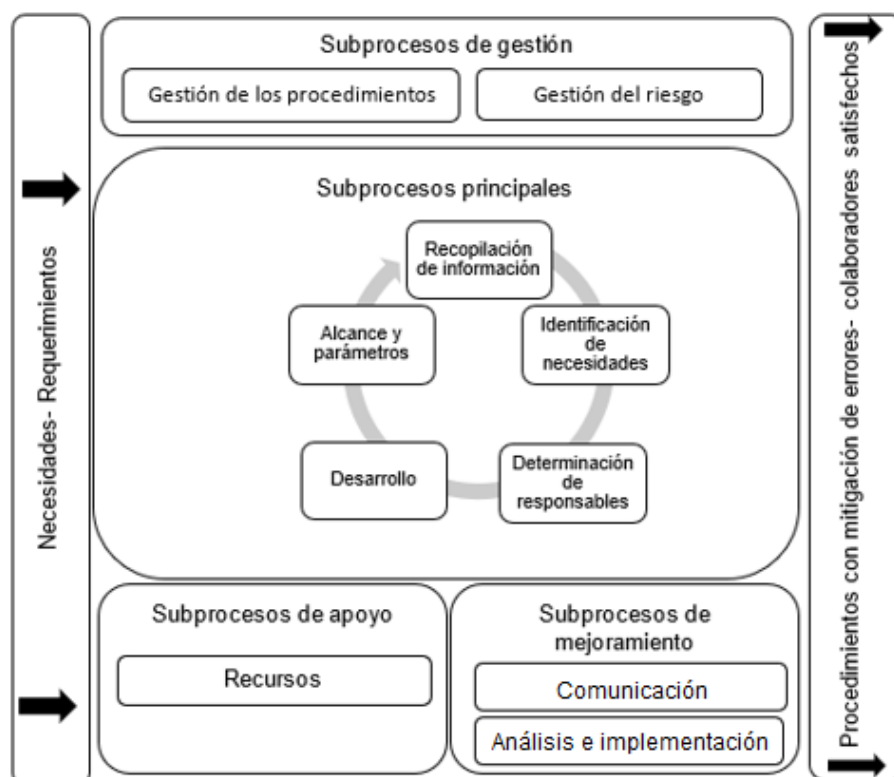 Necesidades- Requerimientos
Subprocesos de gestión
Gestión de los procedimientos
Gestión del riesgo
Subprocesos principales
Recopilación
de información
Identificación
de
necesidades
Determinación
de
responsables
Desarrollo
Alcance y
parámetros
Subprocesos de apoyo
Recursos
Subprocesos de
mejoramiento
Comunicación
Análisis e implementación
Procedimientos con mitigación de errores- colaboradores satisfechos